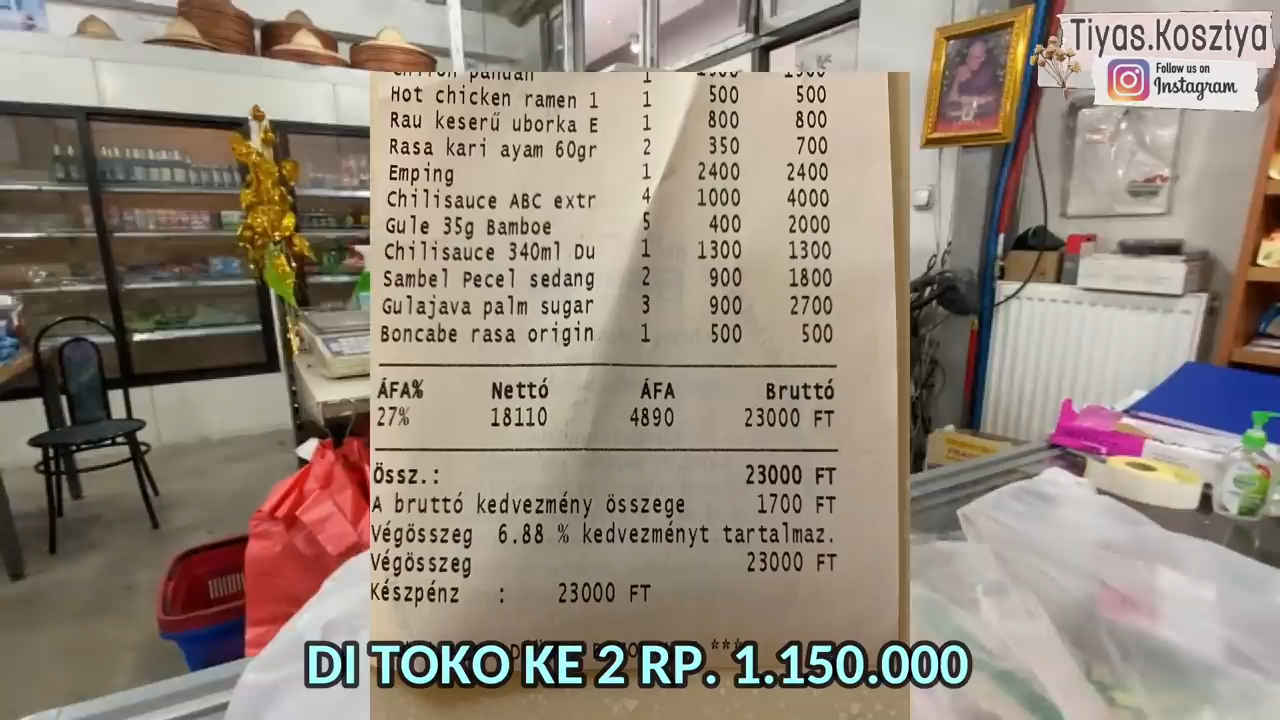 Tiyas.Kosztya
Follow us on
Instagram
Chifon pandan 1 1900 1900
Hot chicken ramen 1 1 500 500
Rau keserű uborka E 1 800 800
Rasa kari ayam 60gr 2 350 700
Emping 1 2400 2400
Chilisauce ABC extr 4 1000 4000
Gule 35g Bamboe 5 400 2000
Chilisauce 340ml Du 1 1300 1300
Sambel Pecel sedang 2 900 1800
Gulajava palm sugar 3 900 2700
Boncabe rasa origin 1 500 500
ÁFA% Nettó ÁFA Bruttó
27% 18110 4890 23000 FT
Össz.: 23000 FT
A bruttó kedvezmény összege 1700 FT
Végösszeg 6.88 % kedvezményt tartalmaz.
Végösszeg 23000 FT
Készpénz : 23000 FT
DI TOKO KE 2 RP. 1.150.000